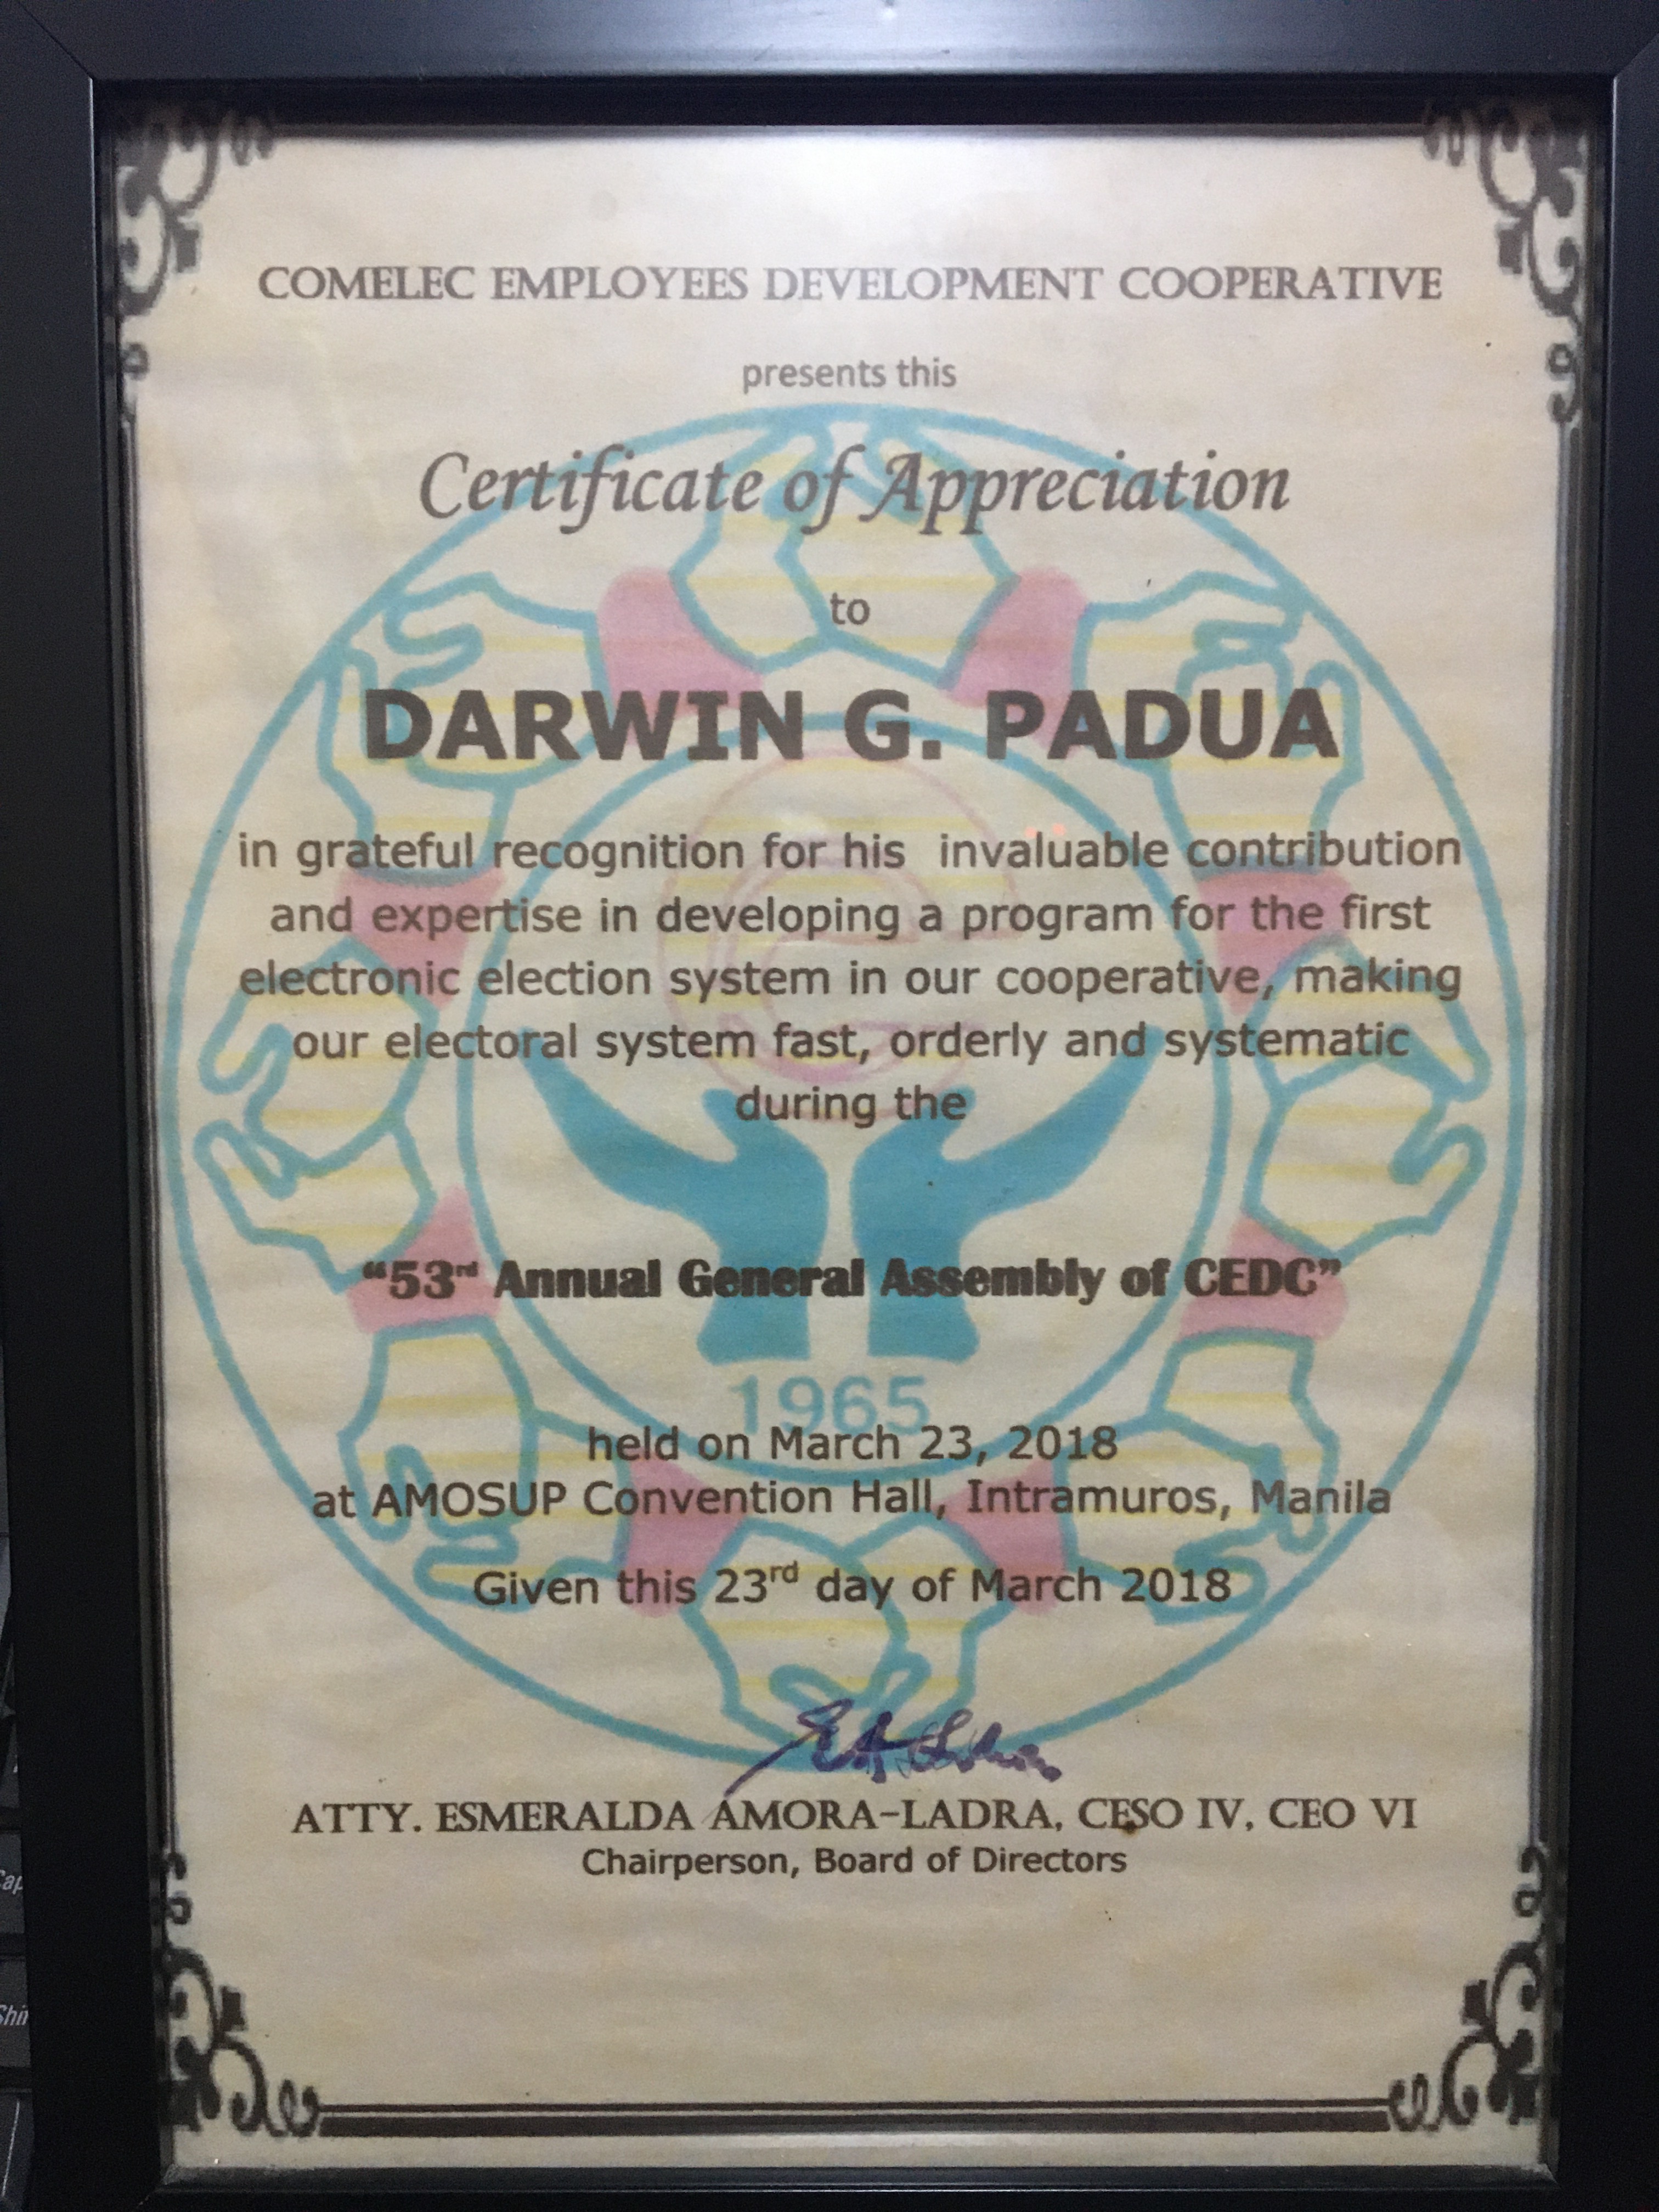 COMELEC EMPLOYEES DEVELOPMENT COOPERATIVE
presents this
Certificate of Appreciation
to
DARWIN G. PADUA
in grateful recognition for his invaluable contribution
and expertise in developing a program for the first
electronic election system in our cooperative, making
our electoral system fast, orderly and systematic
during the
“53rd Annual General Assembly of CEDC”
1965
held on March 23, 2018
at AMOSUP Convention Hall, Intramuros, Manila
Given this 23rd day of March 2018
ATTY. ESMERALDA AMORA-LADRA, CESO IV, CEO VI
Chairperson, Board of Directors